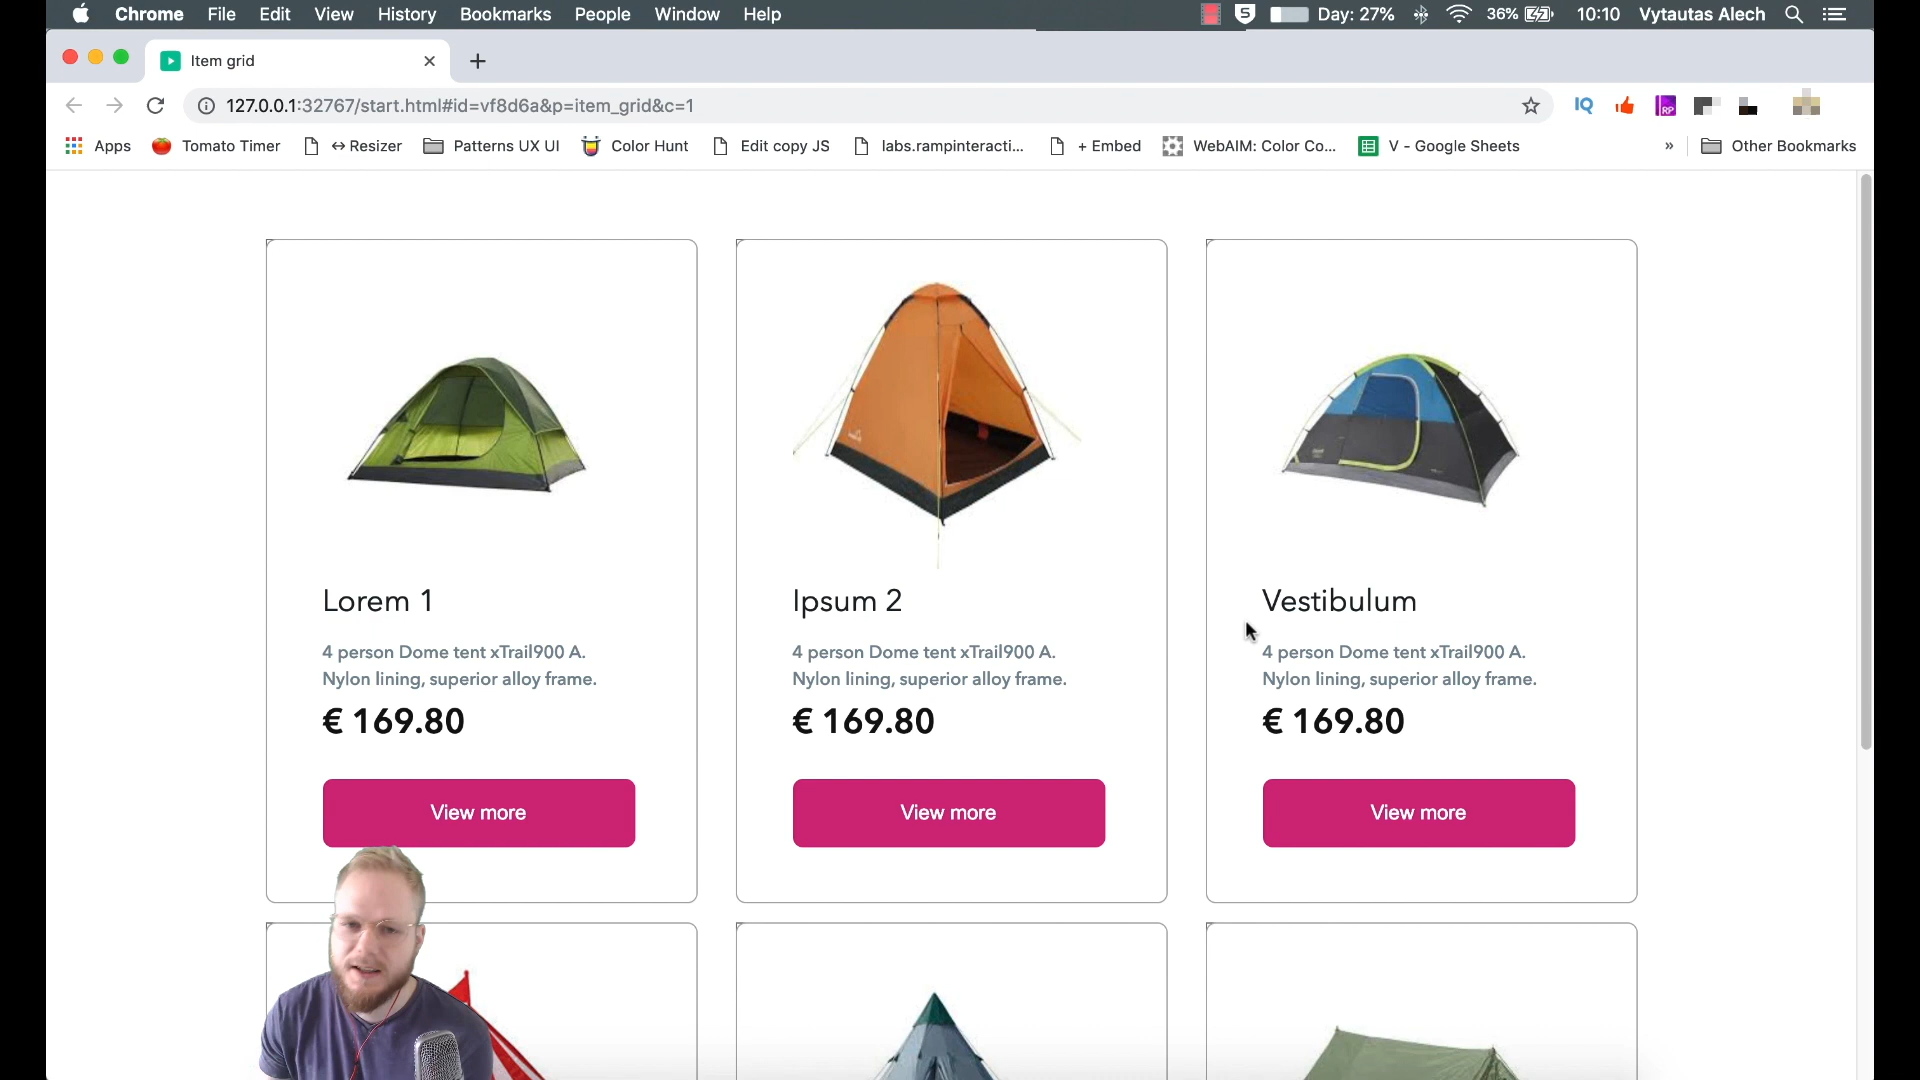 Chrome File Edit View History Bookmarks People Window Help
S Day: 27% 36% 10:10 Vytautas Alech
Item grid
127.0.0.1:32767/start.html#id=vf8d6a&p=item_grid&c=1
IQ RP
Apps Tomato Timer ↔ Resizer Patterns UX UI Color Hunt Edit copy JS labs.rampinteracti... + Embed WebAIM: Color Co... V - Google Sheets » Other Bookmarks
Lorem 1
4 person Dome tent xTrail900 A.
Nylon lining, superior alloy frame.
€ 169.80
View more
Ipsum 2
4 person Dome tent xTrail900 A.
Nylon lining, superior alloy frame.
€ 169.80
View more
Vestibulum
4 person Dome tent xTrail900 A.
Nylon lining, superior alloy frame.
€ 169.80
View more